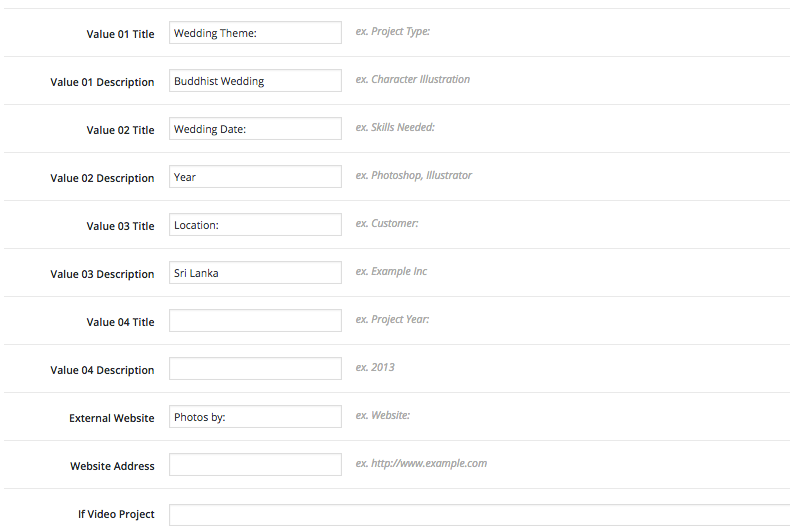 Value 01 Title Wedding Theme: ex. Project Type:
Value 01 Description Buddhist Wedding ex. Character Illustration
Value 02 Title Wedding Date: ex. Skills Needed:
Value 02 Description Year ex. Photoshop, Illustrator
Value 03 Title Location: ex. Customer:
Value 03 Description Sri Lanka ex. Example Inc
Value 04 Title ex. Project Year:
Value 04 Description ex. 2013
External Website Photos by: ex. Website:
Website Address ex. http://www.example.com
If Video Project